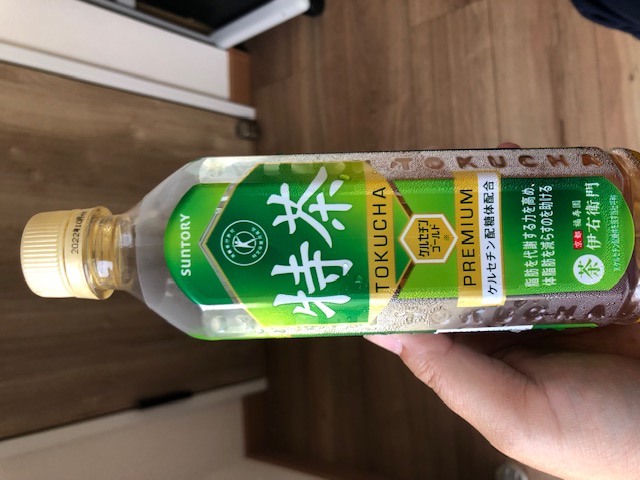 SUNTORY
特茶
TOKUCHA
ケルセチン
ゴールド
PREMIUM
ケルセチン配糖体配合
脂肪を代謝する力を高め、
体脂肪を減らすのを助ける
京都 福寿園
伊右衛門
茶
TOKUCHA